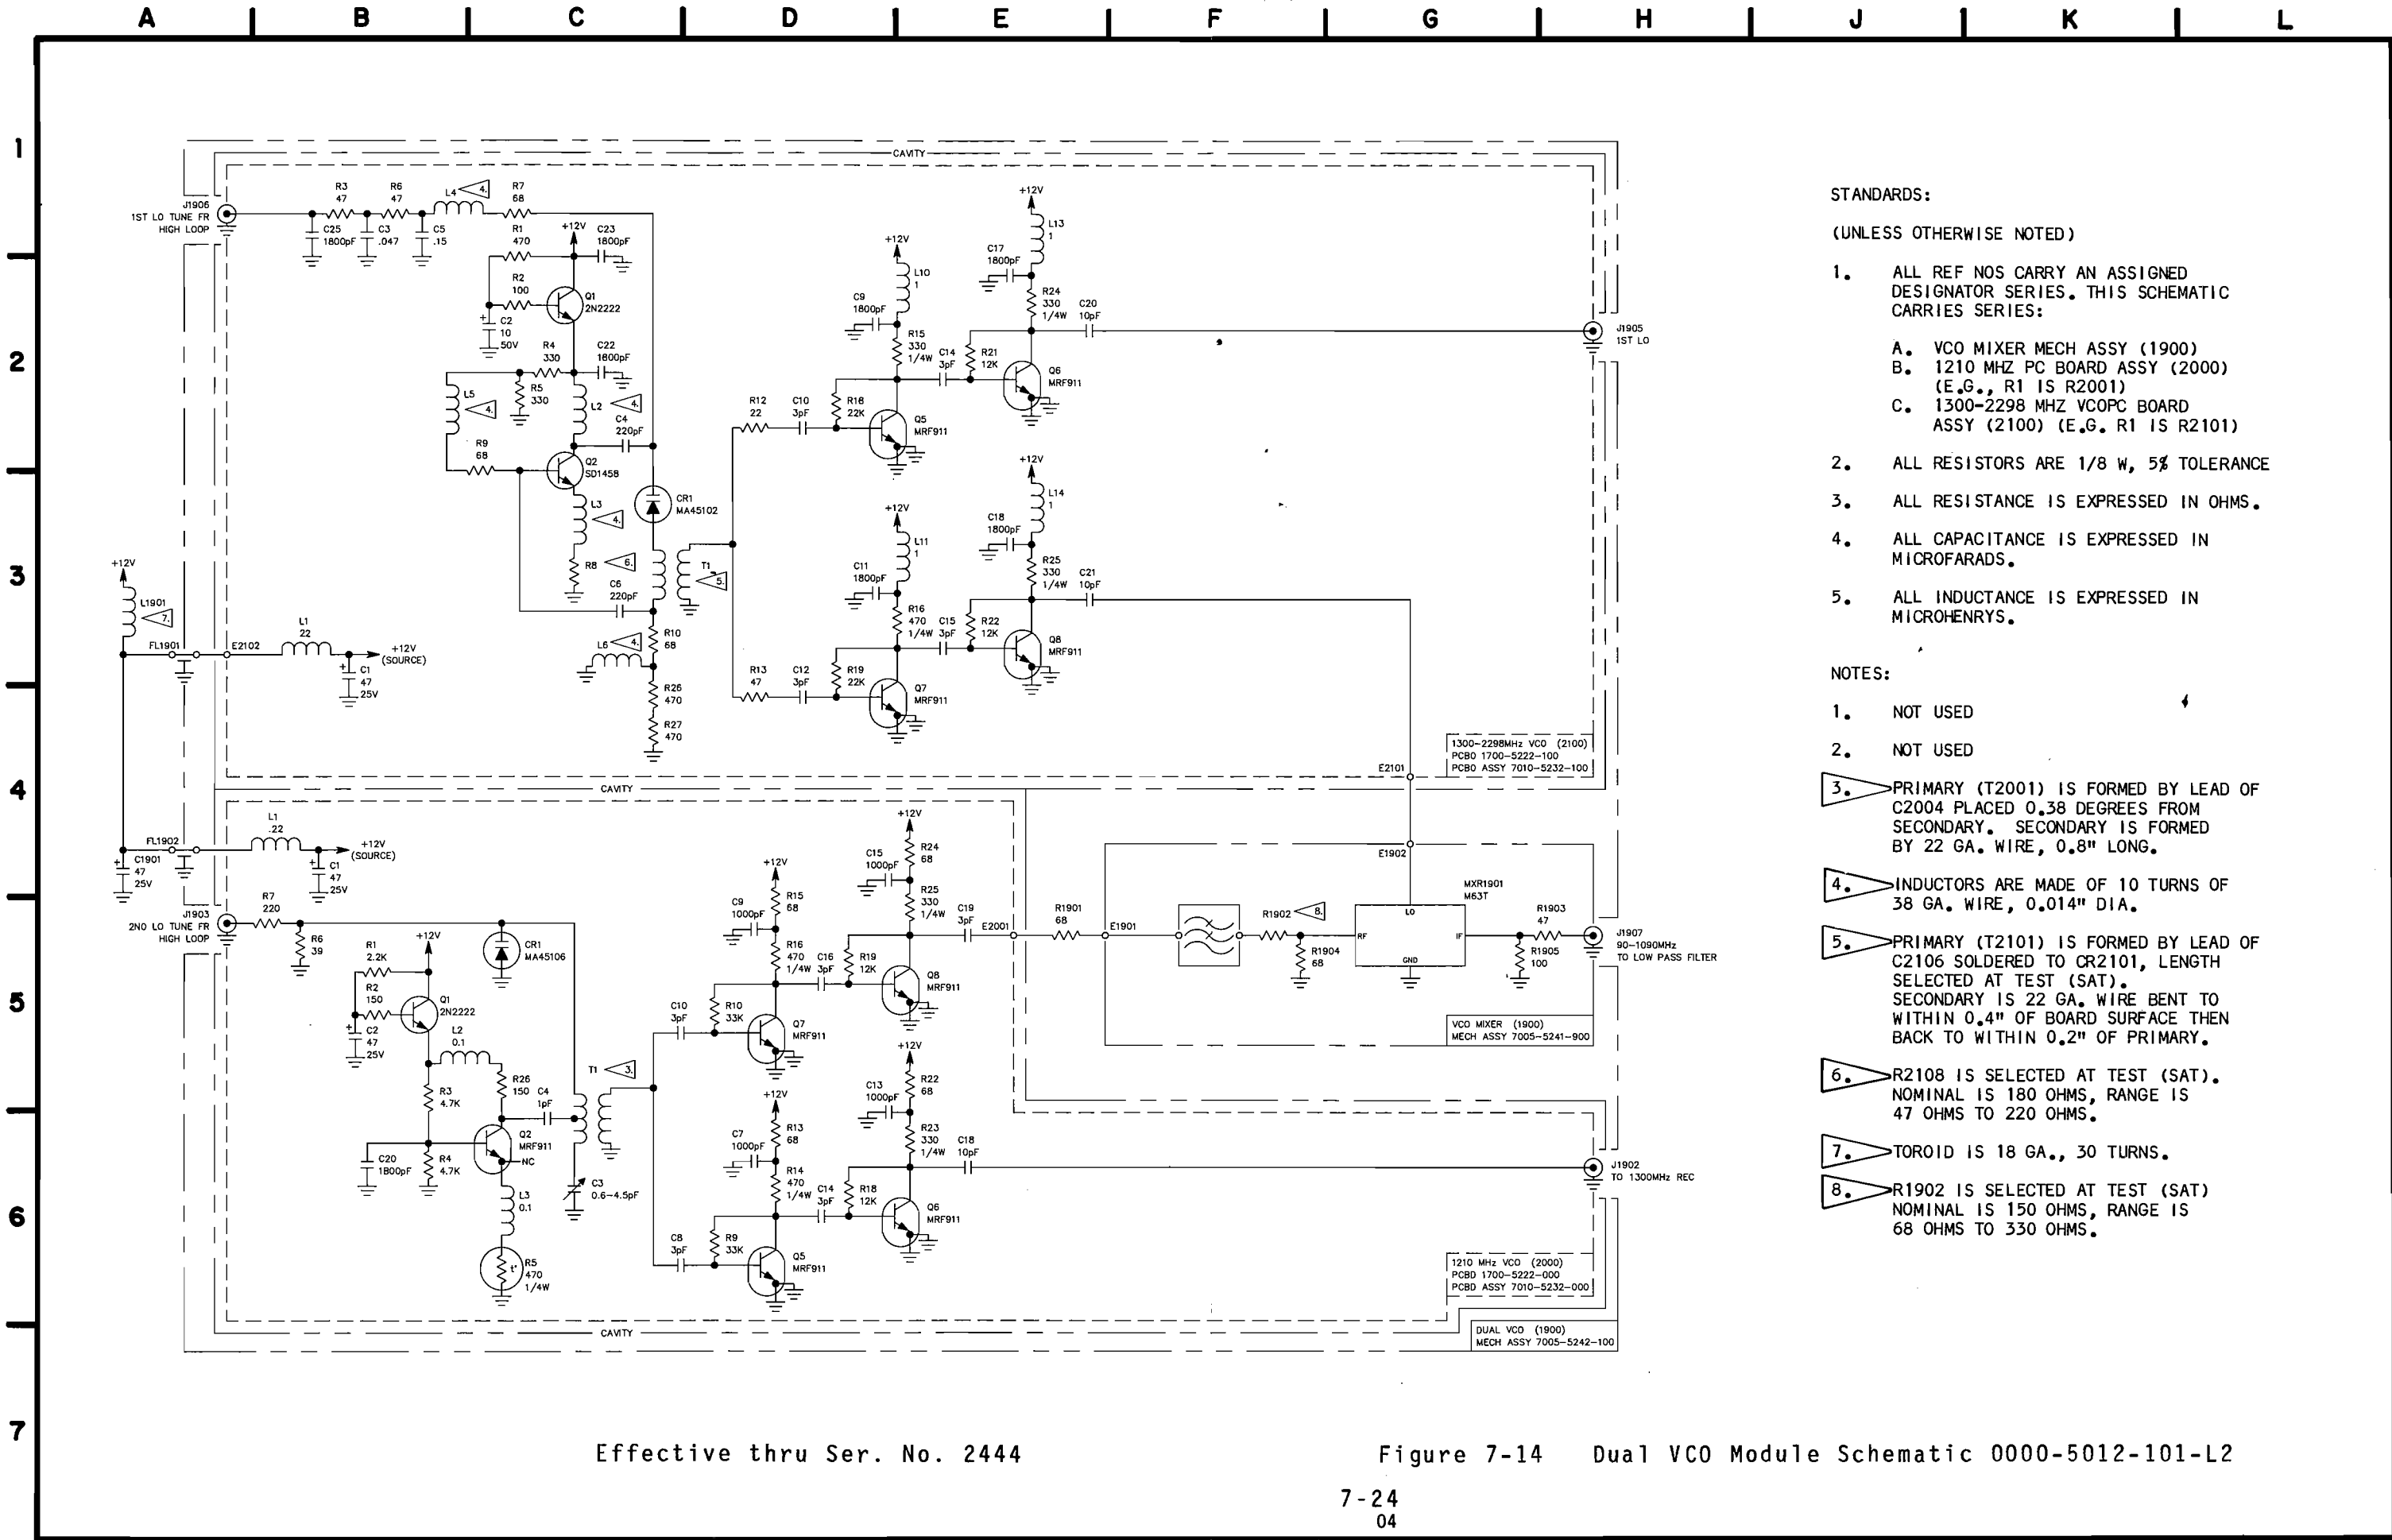 A B C D E F G H J K L
1
2
3
4
5
6
7
CAVITY
J1906
1ST LO TUNE FR
HIGH LOOP
R3
47
R6
47
L4 4.
R7
68
C25
1800pF
C3
.047
C5
.15
R1
470
+12V
C23
1800pF
R2
100
Q1
2N2222
+
C2
10
50V
R4
330
C22
1800pF
R5
330
L5
4.
L2
4.
C4
220pF
R9
68
Q2
SD1458
L3
4.
CR1
MA45102
R8 6.
C6
220pF
T1
5.
R10
68
L6 4.
R26
470
R27
470
R12
22
C10
3pF
R18
22K
Q5
MRF911
+12V
L10
1
C9
1800pF
R15
330
1/4W
C14
3pF
R21
12K
Q6
MRF911
+12V
L13
1
C17
1800pF
R24
330
1/4W
C20
10pF
J1905
1ST LO
+12V
L14
1
C18
1800pF
R25
330
1/4W
C21
10pF
+12V
L11
1
C11
1800pF
R16
470
1/4W
C15
3pF
R22
12K
Q8
MRF911
R13
47
C12
3pF
R19
22K
Q7
MRF911
+12V
L1901
7.
FL1901
E2102
L1
22
+12V
(SOURCE)
+
C1
47
25V
1300-2298MHz VCO (2100)
PCBD 1700-5222-100
PCBD ASSY 7010-5232-100
E2101
CAVITY
FL1902
L1
.22
+12V
(SOURCE)
+
C1901
47
25V
+
C1
47
25V
J1903
2ND LO TUNE FR
HIGH LOOP
R7
220
R6
39
R1
2.2K
+12V
R2
150
Q1
2N2222
+
C2
47
25V
CR1
MA45106
L2
0.1
R3
4.7K
R26
150
C4
1pF
T1 3.
Q2
MRF911
NC
C20
1800pF
R4
4.7K
L3
0.1
C3
0.6-4.5pF
t°
R5
470
1/4W
+12V
R15
68
C9
1000pF
R16
470
1/4W
C16
3pF
R19
12K
Q8
MRF911
+12V
R24
68
C15
1000pF
R25
330
1/4W
C19
3pF
E2001
C10
3pF
R10
33K
Q7
MRF911
+12V
R22
68
C13
1000pF
R23
330
1/4W
C18
10pF
+12V
R13
68
C7
1000pF
R14
470
1/4W
C14
3pF
R18
12K
Q6
MRF911
C8
3pF
R9
33K
Q5
MRF911
R1901
68
E1901
R1902 8.
R1904
68
E1902
MXR1901
M63T
LO
RF
IF
GND
R1903
47
R1905
100
J1907
90-1090MHz
TO LOW PASS FILTER
VCO MIXER (1900)
MECH ASSY 7005-5241-900
J1902
TO 1300MHz REC
1210 MHz VCO (2000)
PCBD 1700-5222-000
PCBD ASSY 7010-5232-000
CAVITY
DUAL VCO (1900)
MECH ASSY 7005-5242-100
STANDARDS:
(UNLESS OTHERWISE NOTED)
1. ALL REF NOS CARRY AN ASSIGNED
DESIGNATOR SERIES. THIS SCHEMATIC
CARRIES SERIES:
A. VCO MIXER MECH ASSY (1900)
B. 1210 MHZ PC BOARD ASSY (2000)
(E.G., R1 IS R2001)
C. 1300-2298 MHZ VCOPC BOARD
ASSY (2100) (E.G. R1 IS R2101)
2. ALL RESISTORS ARE 1/8 W, 5% TOLERANCE
3. ALL RESISTANCE IS EXPRESSED IN OHMS.
4. ALL CAPACITANCE IS EXPRESSED IN
MICROFARADS.
5. ALL INDUCTANCE IS EXPRESSED IN
MICROHENRYS.
NOTES:
1. NOT USED
2. NOT USED
3. PRIMARY (T2001) IS FORMED BY LEAD OF
C2004 PLACED 0.38 DEGREES FROM
SECONDARY. SECONDARY IS FORMED
BY 22 GA. WIRE, 0.8" LONG.
4. INDUCTORS ARE MADE OF 10 TURNS OF
38 GA. WIRE, 0.014" DIA.
5. PRIMARY (T2101) IS FORMED BY LEAD OF
C2106 SOLDERED TO CR2101, LENGTH
SELECTED AT TEST (SAT).
SECONDARY IS 22 GA. WIRE BENT TO
WITHIN 0.4" OF BOARD SURFACE THEN
BACK TO WITHIN 0.2" OF PRIMARY.
6. R2108 IS SELECTED AT TEST (SAT).
NOMINAL IS 180 OHMS, RANGE IS
47 OHMS TO 220 OHMS.
7. TOROID IS 18 GA., 30 TURNS.
8. R1902 IS SELECTED AT TEST (SAT)
NOMINAL IS 150 OHMS, RANGE IS
68 OHMS TO 330 OHMS.
Effective thru Ser. No. 2444
Figure 7-14 Dual VCO Module Schematic 0000-5012-101-L2
7-24
04